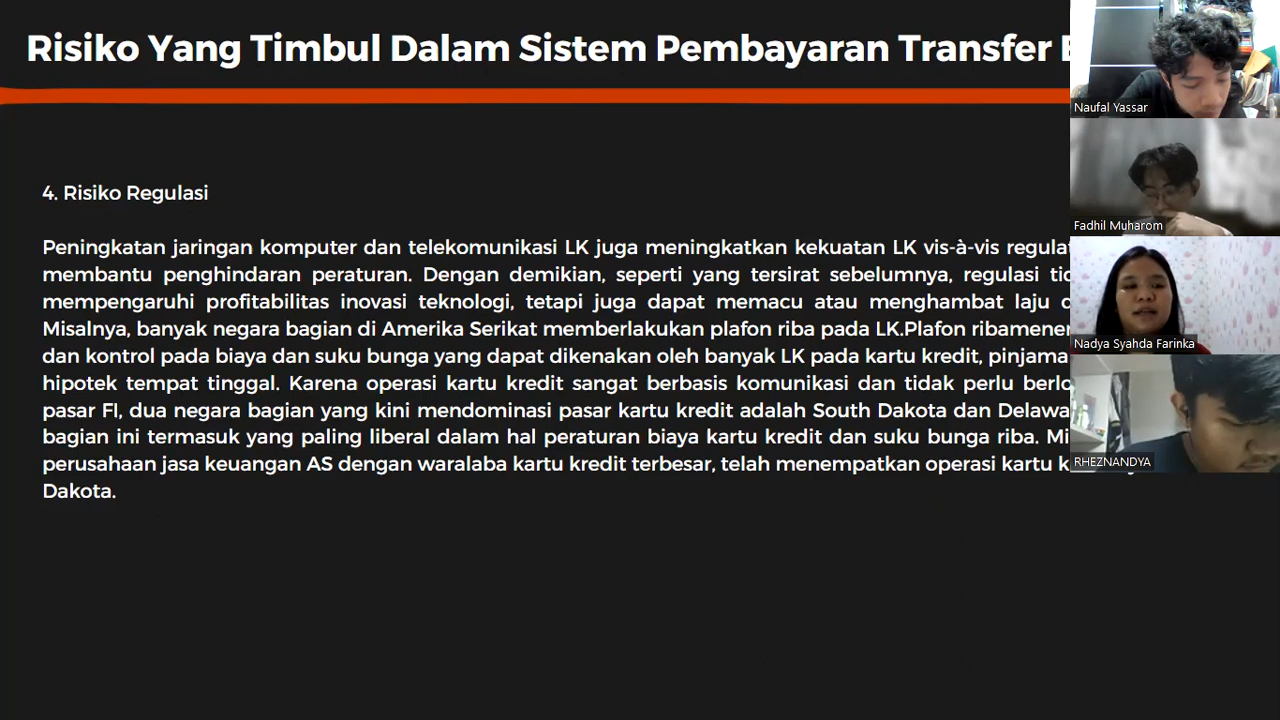 Risiko Yang Timbul Dalam Sistem Pembayaran Transfer
4. Risiko Regulasi
Peningkatan jaringan komputer dan telekomunikasi LK juga meningkatkan kekuatan LK vis-à-vis
membantu penghindaran peraturan. Dengan demikian, seperti yang tersirat sebelumnya, regulasi
mempengaruhi profitabilitas inovasi teknologi, tetapi juga dapat memacu atau menghambat laju
Misalnya, banyak negara bagian di Amerika Serikat memberlakukan plafon riba pada LK.Plafon
dan kontrol pada biaya dan suku bunga yang dapat dikenakan oleh banyak LK pada kartu kredit,
hipotek tempat tinggal. Karena operasi kartu kredit sangat berbasis komunikasi dan tidak perlu
pasar FI, dua negara bagian yang kini mendominasi pasar kartu kredit adalah South Dakota dan
bagian ini termasuk yang paling liberal dalam hal peraturan biaya kartu kredit dan suku bunga riba.
perusahaan jasa keuangan AS dengan waralaba kartu kredit terbesar, telah menempatkan operasi kartu
Dakota.
Naufal Yassar
Fadhil Muharom
Nadya Syahda Farinka
RHEZNANDYA